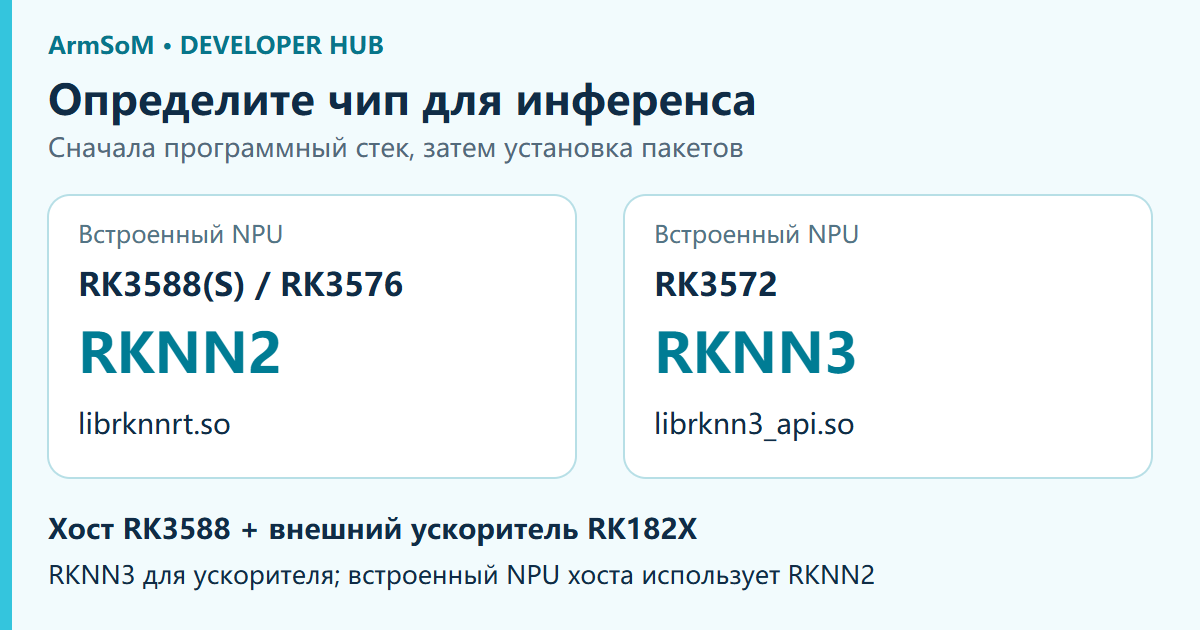 ArmSoM • DEVELOPER HUB
Определите чип для инференса
Сначала программный стек, затем установка пакетов
Встроенный NPU
RK3588(S) / RK3576
RKNN2
librknnrt.so
Встроенный NPU
RK3572
RKNN3
librknn3_api.so
Хост RK3588 + внешний ускоритель RK182X
RKNN3 для ускорителя; встроенный NPU хоста использует RKNN2